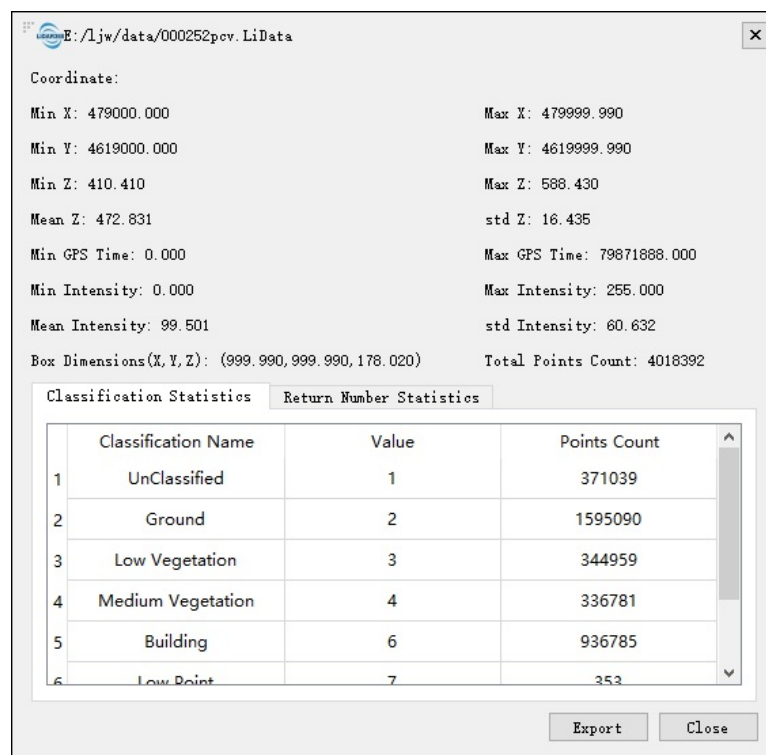 E:/ljw/data/000252pcv.LiData
Coordinate:
Min X: 479000.000 Max X: 479999.990
Min Y: 4619000.000 Max Y: 4619999.990
Min Z: 410.410 Max Z: 588.430
Mean Z: 472.831 std Z: 16.435
Min GPS Time: 0.000 Max GPS Time: 79871888.000
Min Intensity: 0.000 Max Intensity: 255.000
Mean Intensity: 99.501 std Intensity: 60.632
Box Dimensions(X,Y,Z): (999.990,999.990,178.020) Total Points Count: 4018392
Classification Statistics Return Number Statistics
Classification Name Value Points Count
1 UnClassified 1 371039
2 Ground 2 1595090
3 Low Vegetation 3 344959
4 Medium Vegetation 4 336781
5 Building 6 936785
6 Low Point 7 353
Export Close